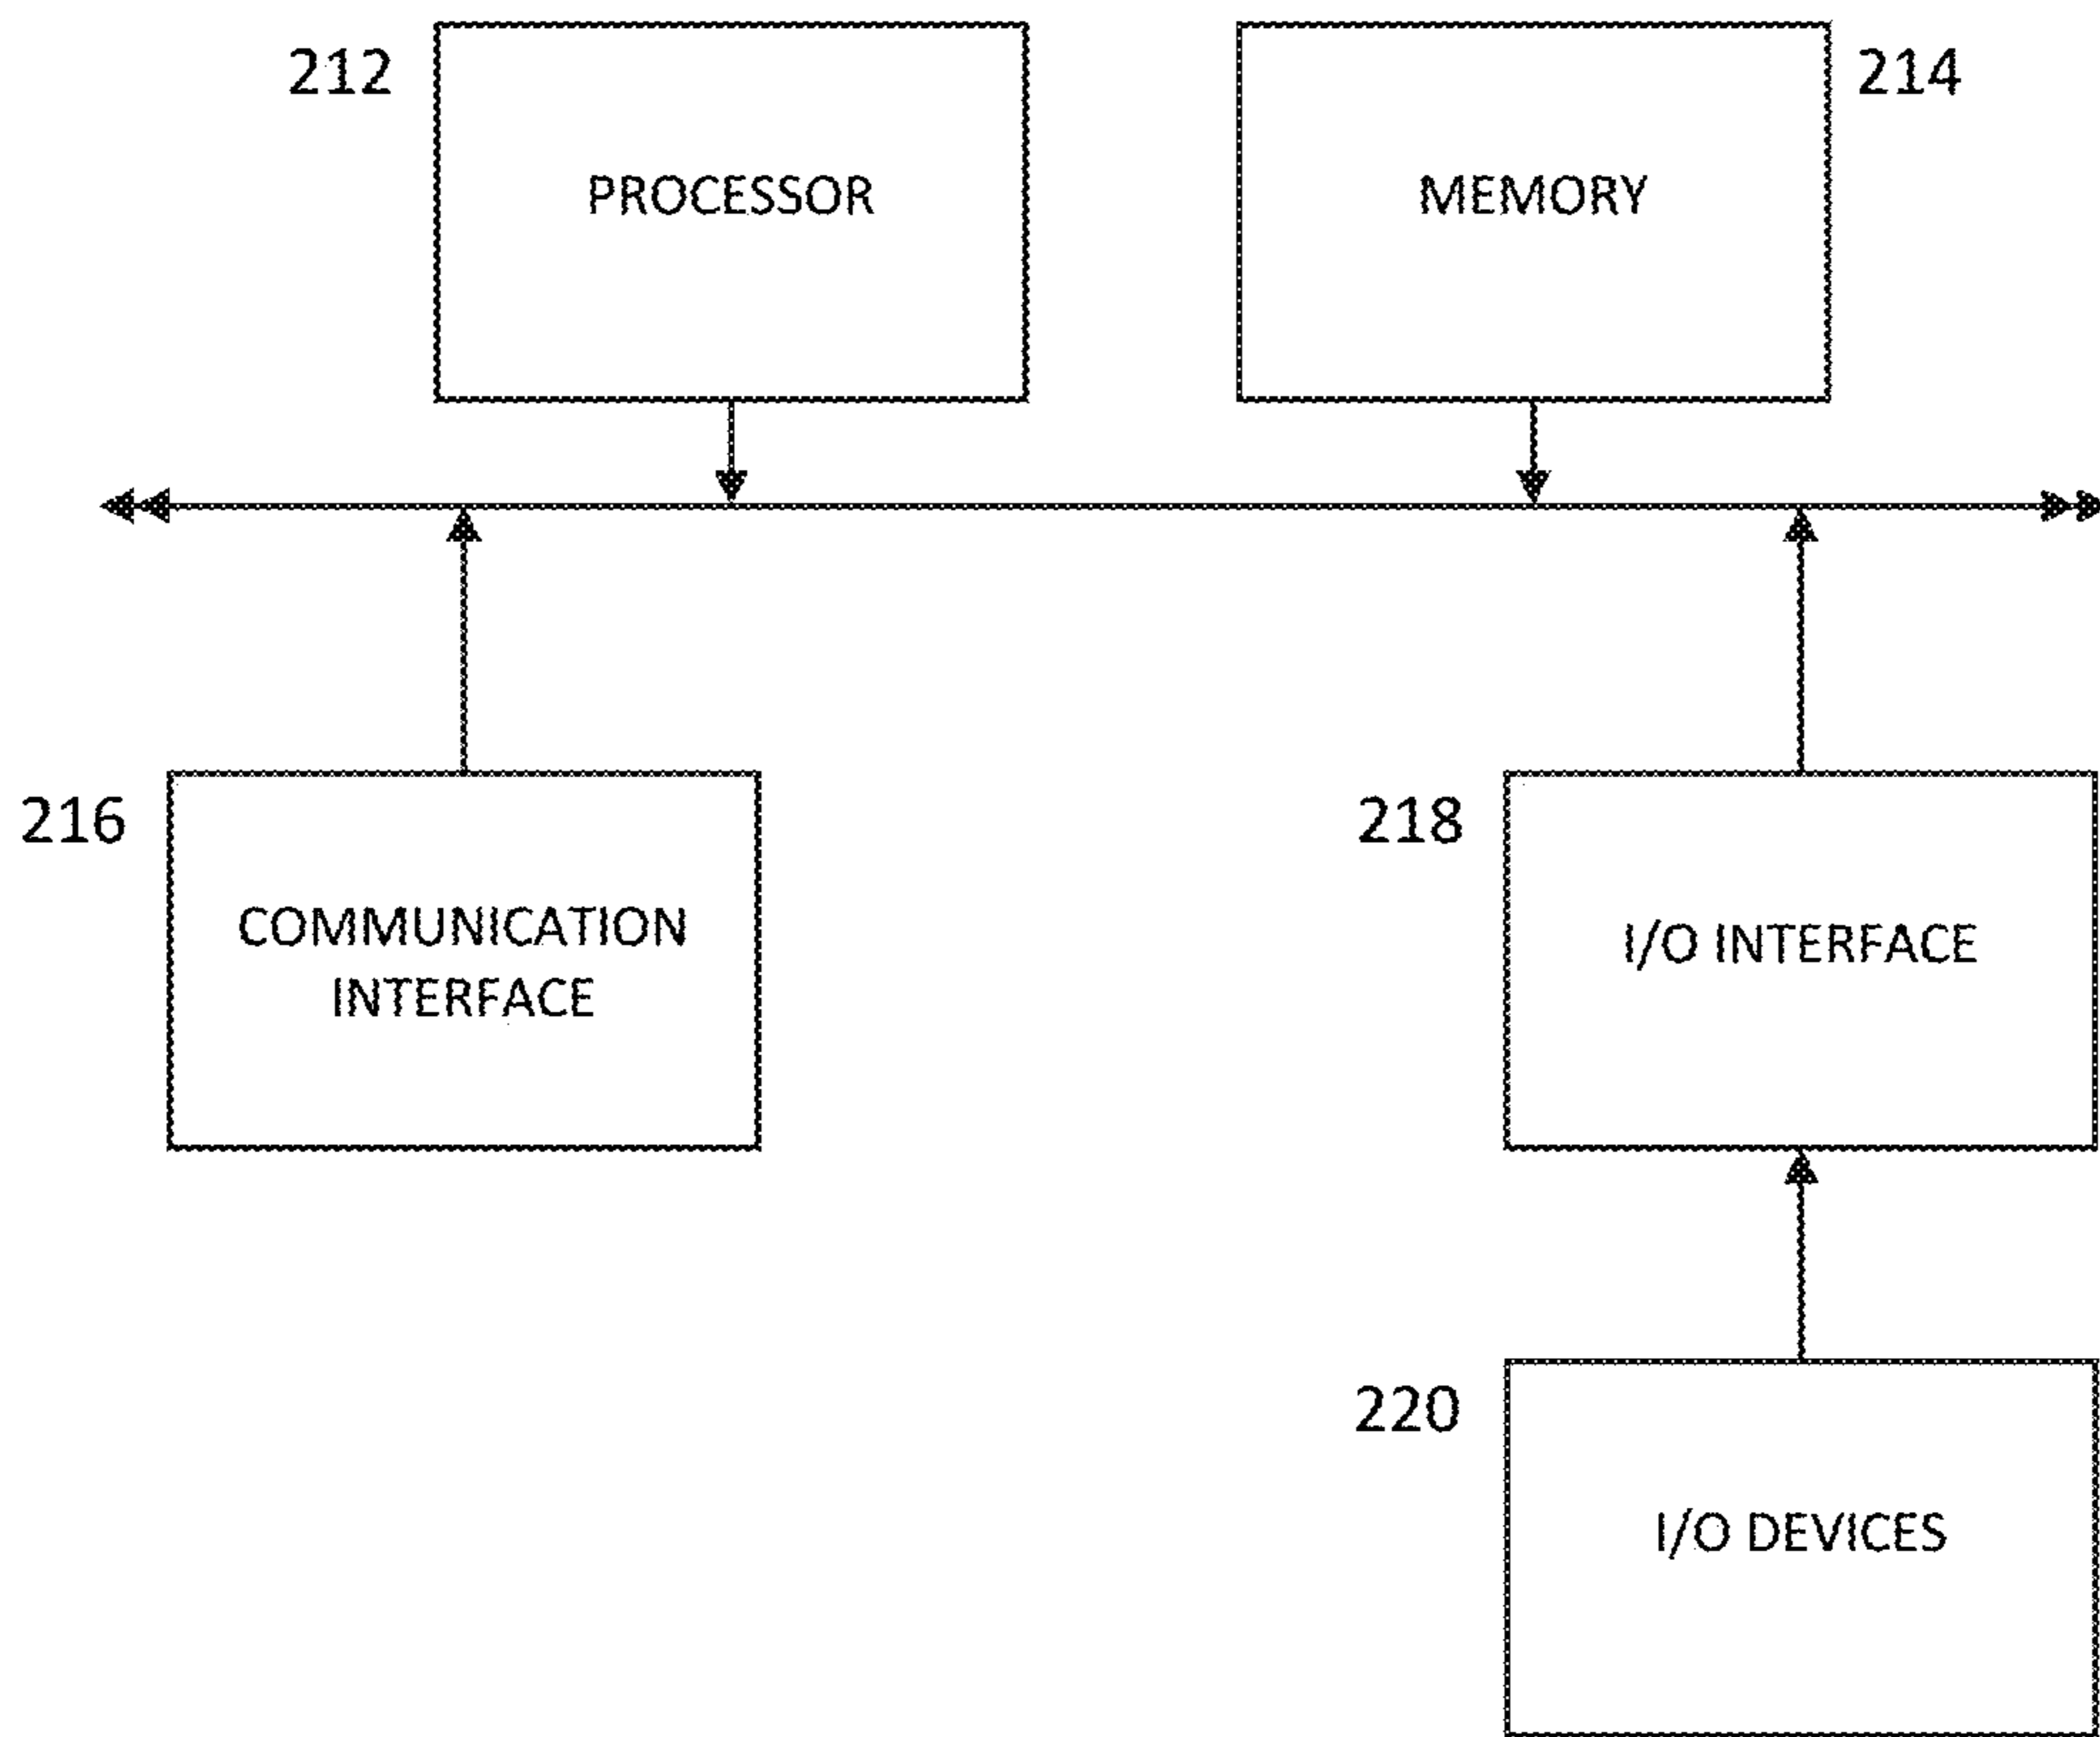 212
PROCESSOR
MEMORY
214
216
COMMUNICATION
INTERFACE
218
I/O INTERFACE
220
I/O DEVICES